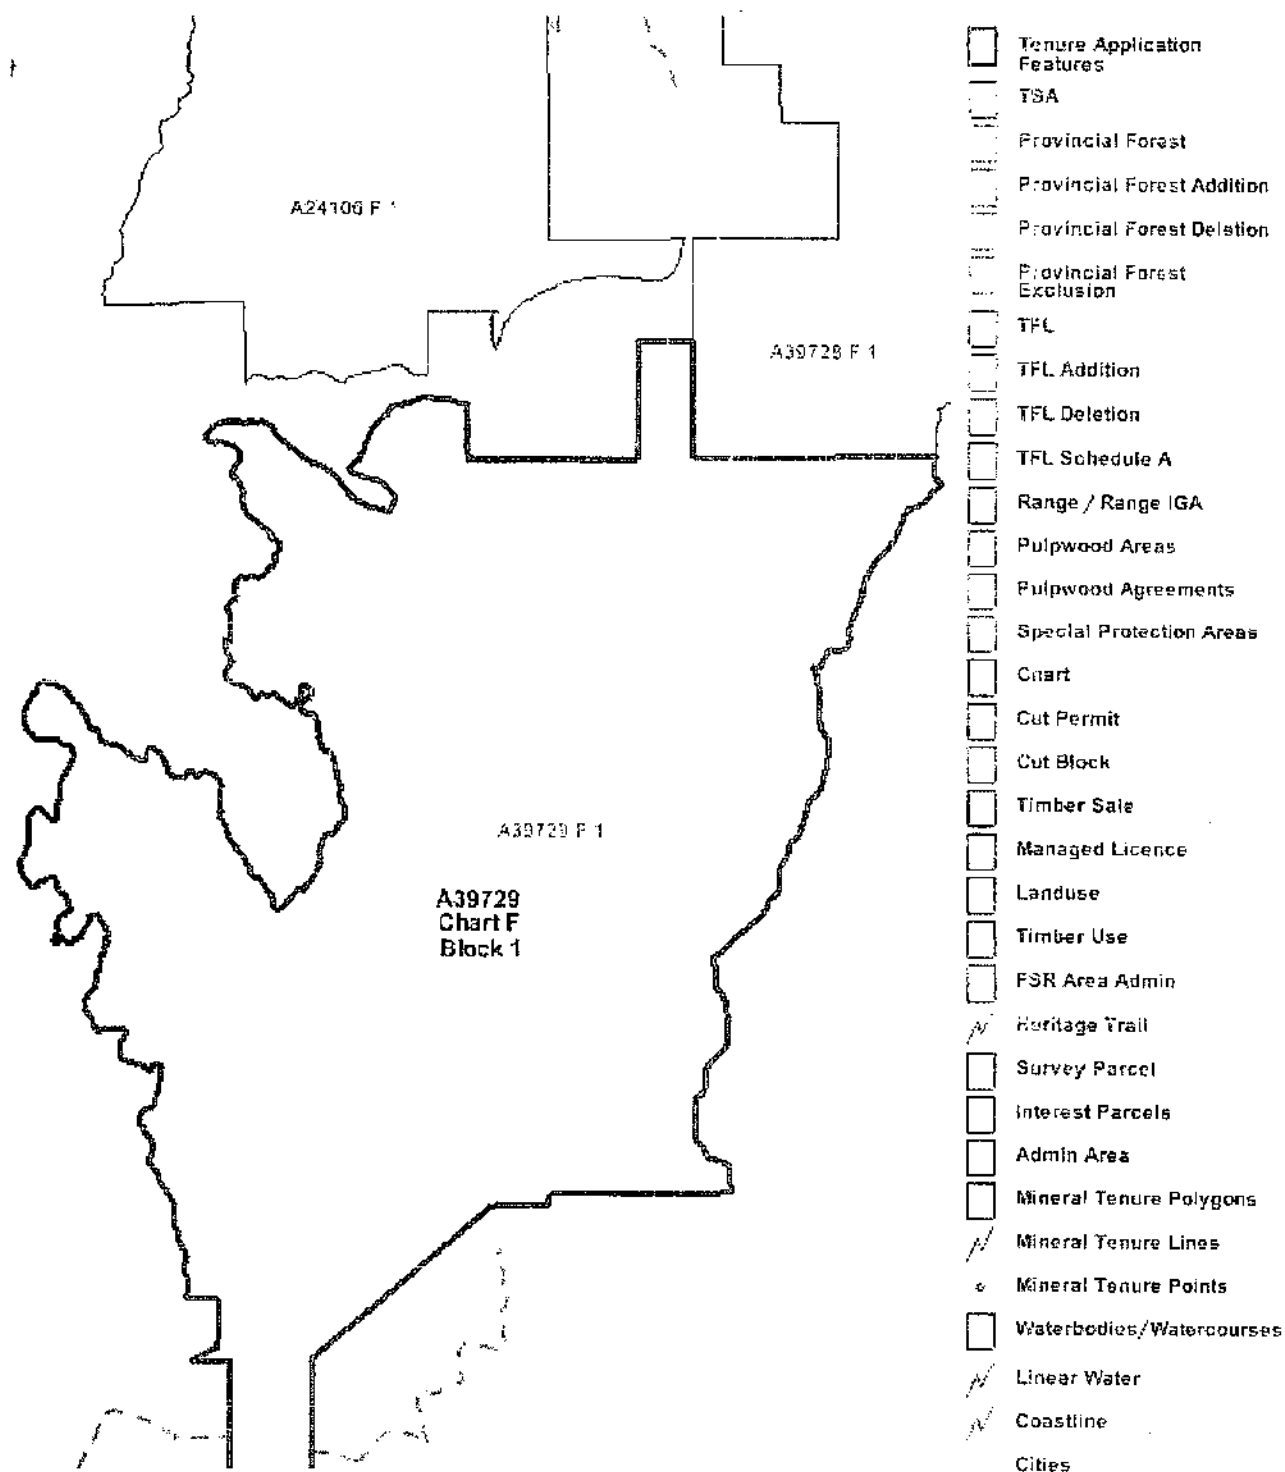 A24106 F 1
A39728 F 1
A39729 F 1
A39729
Chart F
Block 1
Tenure Application
Features
TSA
Provincial Forest
Provincial Forest Addition
Provincial Forest Deletion
Provincial Forest
Exclusion
TFL
TFL Addition
TFL Deletion
TFL Schedule A
Range / Range IGA
Pulpwood Areas
Pulpwood Agreements
Special Protection Areas
Chart
Cut Permit
Cut Block
Timber Sale
Managed Licence
Landuse
Timber Use
FSR Area Admin
Heritage Trail
Survey Parcel
Interest Parcels
Admin Area
Mineral Tenure Polygons
Mineral Tenure Lines
Mineral Tenure Points
Waterbodies/Watercourses
Linear Water
Coastline
Cities